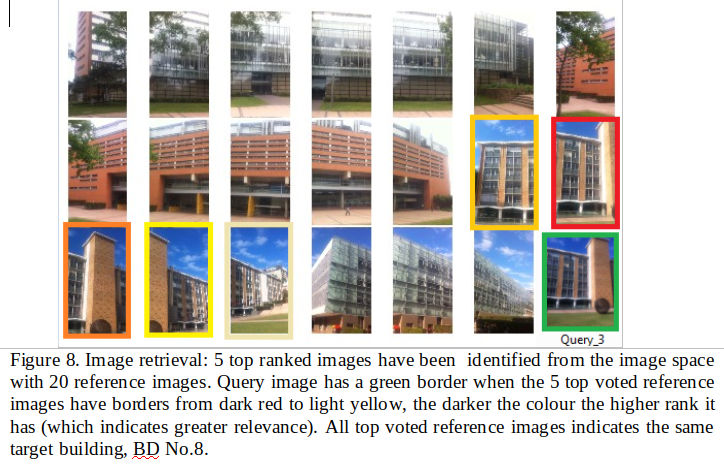 Query_3
Figure 8. Image retrieval: 5 top ranked images have been identified from the image space
with 20 reference images. Query image has a green border when the 5 top voted reference
images have borders from dark red to light yellow, the darker the colour the higher rank it
has (which indicates greater relevance). All top voted reference images indicates the same
target building, BD No.8.